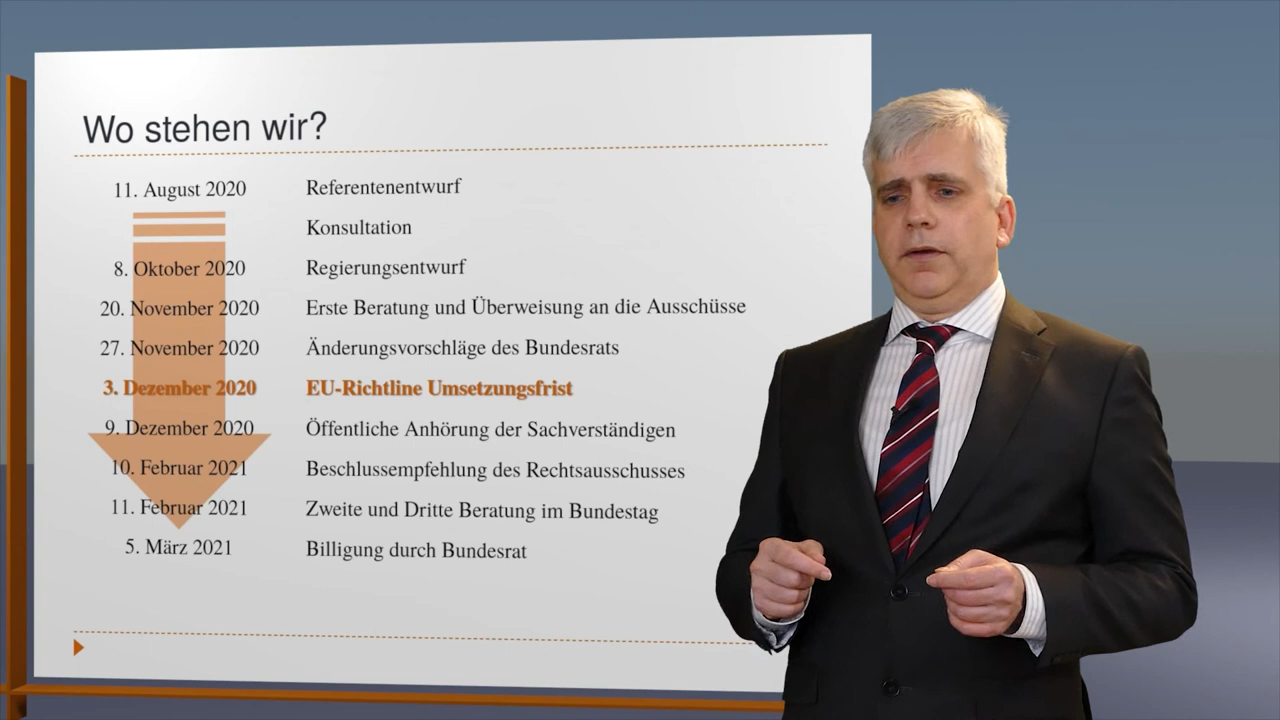 Wo stehen wir?
11. August 2020 Referentenentwurf
Konsultation
8. Oktober 2020 Regierungsentwurf
20. November 2020 Erste Beratung und Überweisung an die Ausschüsse
27. November 2020 Änderungsvorschläge des Bundesrats
3. Dezember 2020 EU-Richtline Umsetzungsfrist
9. Dezember 2020 Öffentliche Anhörung der Sachverständigen
10. Februar 2021 Beschlussempfehlung des Rechtsausschusses
11. Februar 2021 Zweite und Dritte Beratung im Bundestag
5. März 2021 Billigung durch Bundesrat